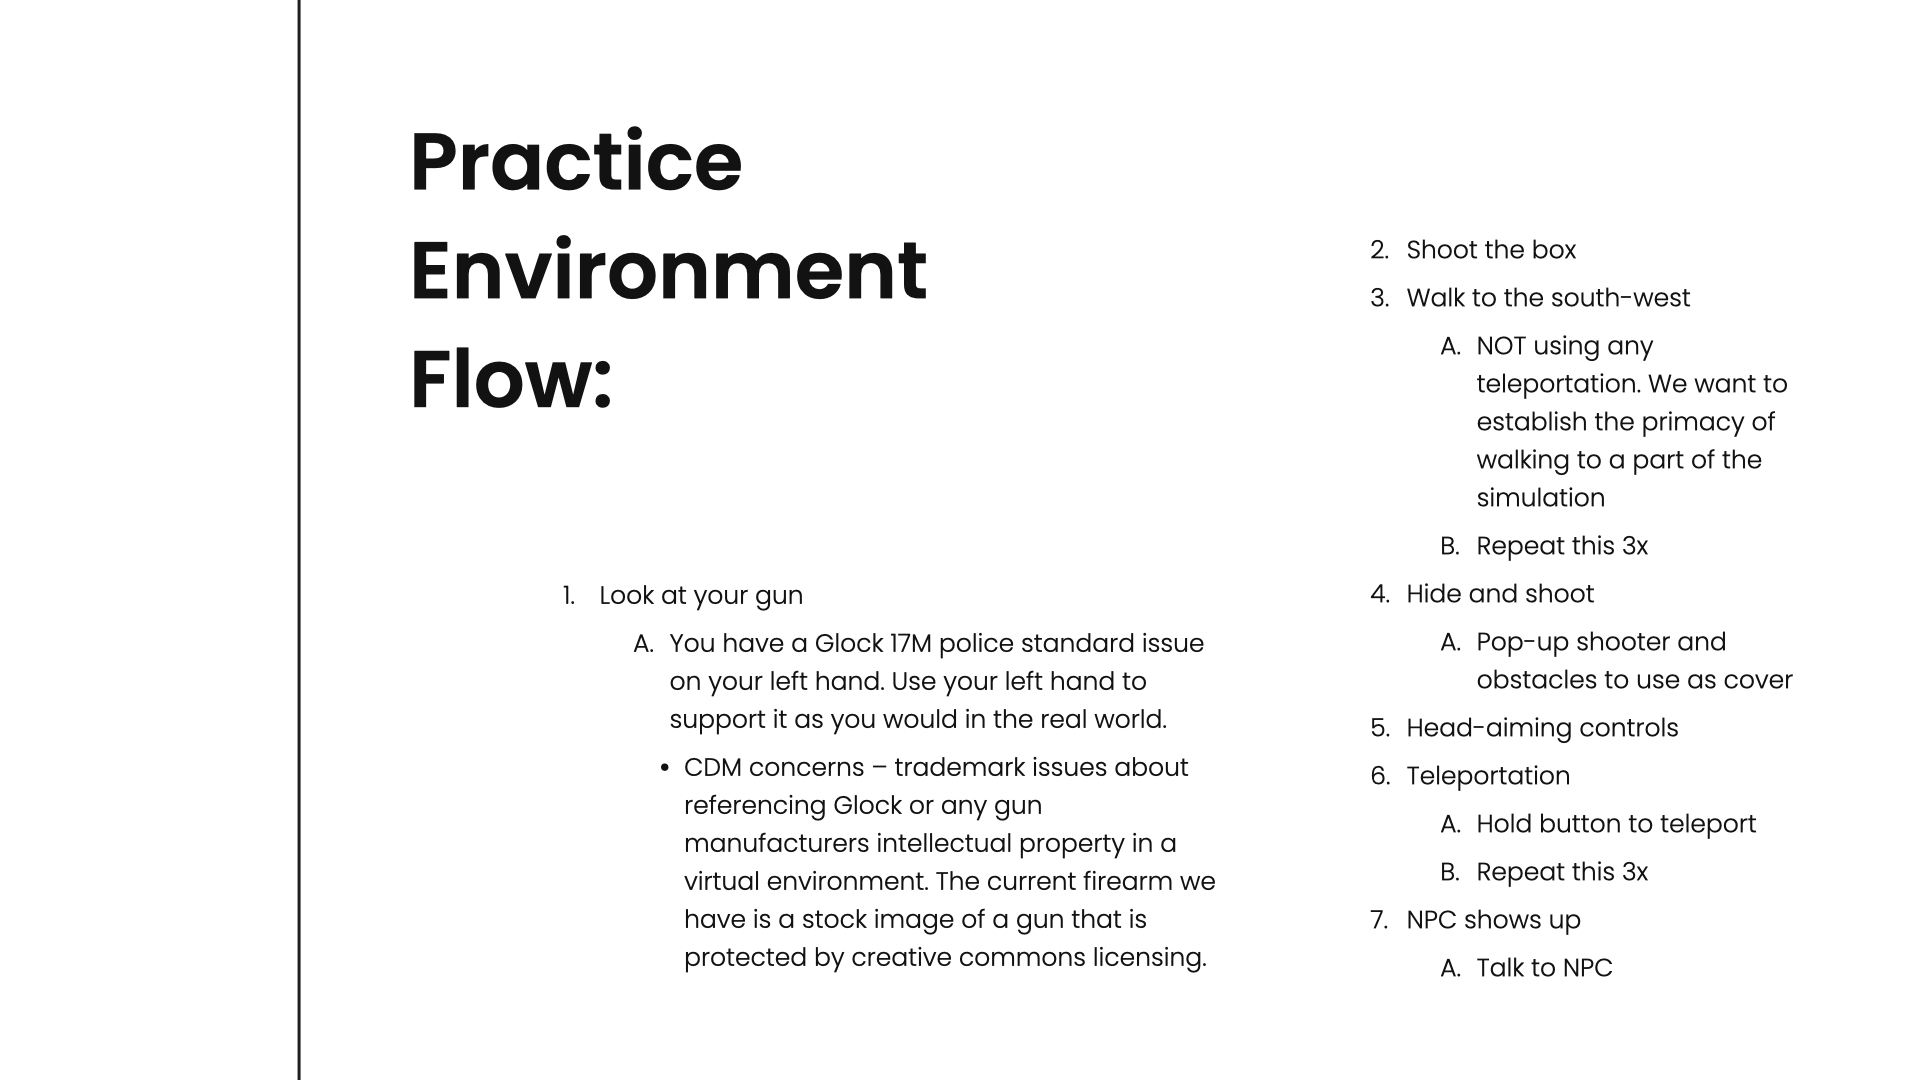 Practice
Environment
Flow:
1. Look at your gun
A. You have a Glock 17M police standard issue
on your left hand. Use your left hand to
support it as you would in the real world.
• CDM concerns – trademark issues about
referencing Glock or any gun
manufacturers intellectual property in a
virtual environment. The current firearm we
have is a stock image of a gun that is
protected by creative commons licensing.
2. Shoot the box
3. Walk to the south-west
A. NOT using any
teleportation. We want to
establish the primacy of
walking to a part of the
simulation
B. Repeat this 3x
4. Hide and shoot
A. Pop-up shooter and
obstacles to use as cover
5. Head-aiming controls
6. Teleportation
A. Hold button to teleport
B. Repeat this 3x
7. NPC shows up
A. Talk to NPC